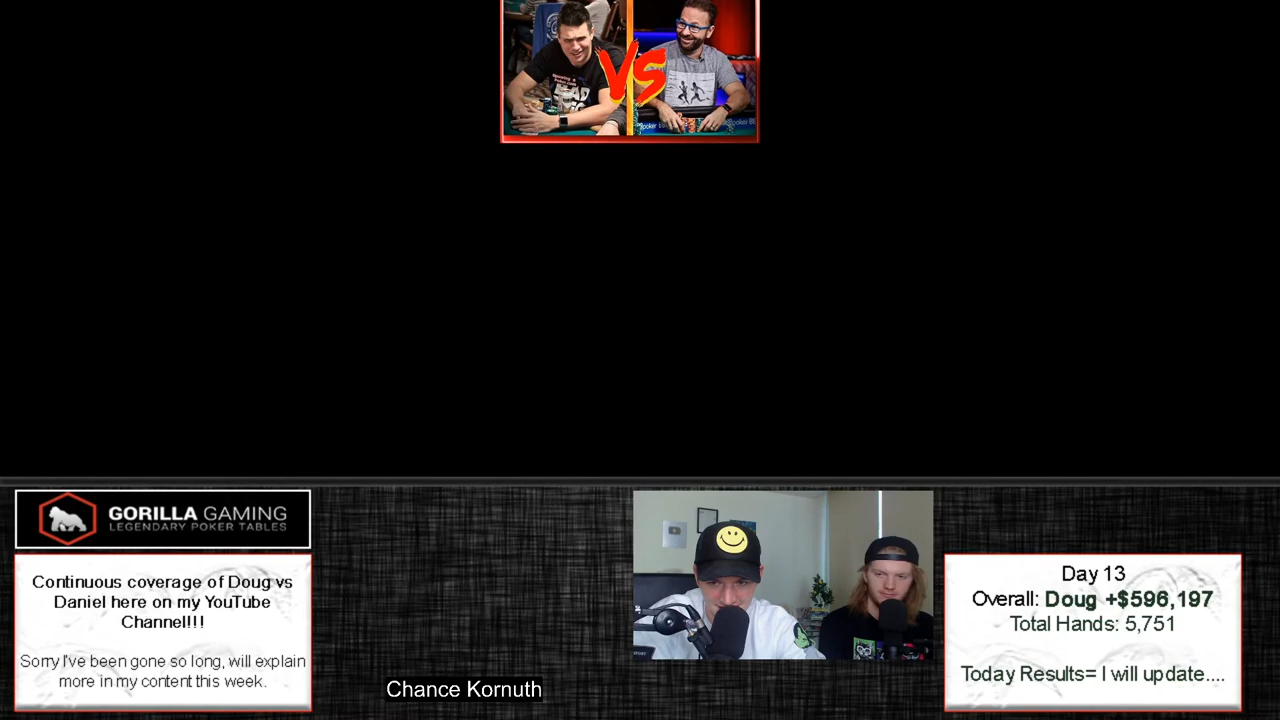 VS
GORILLA GAMING
LEGENDARY POKER TABLES
Continuous coverage of Doug vs
Daniel here on my YouTube
Channel!!!
Sorry I've been gone so long, will explain
more in my content this week.
Chance Kornuth
Day 13
Overall: Doug +$596,197
Total Hands: 5,751
Today Results= I will update....